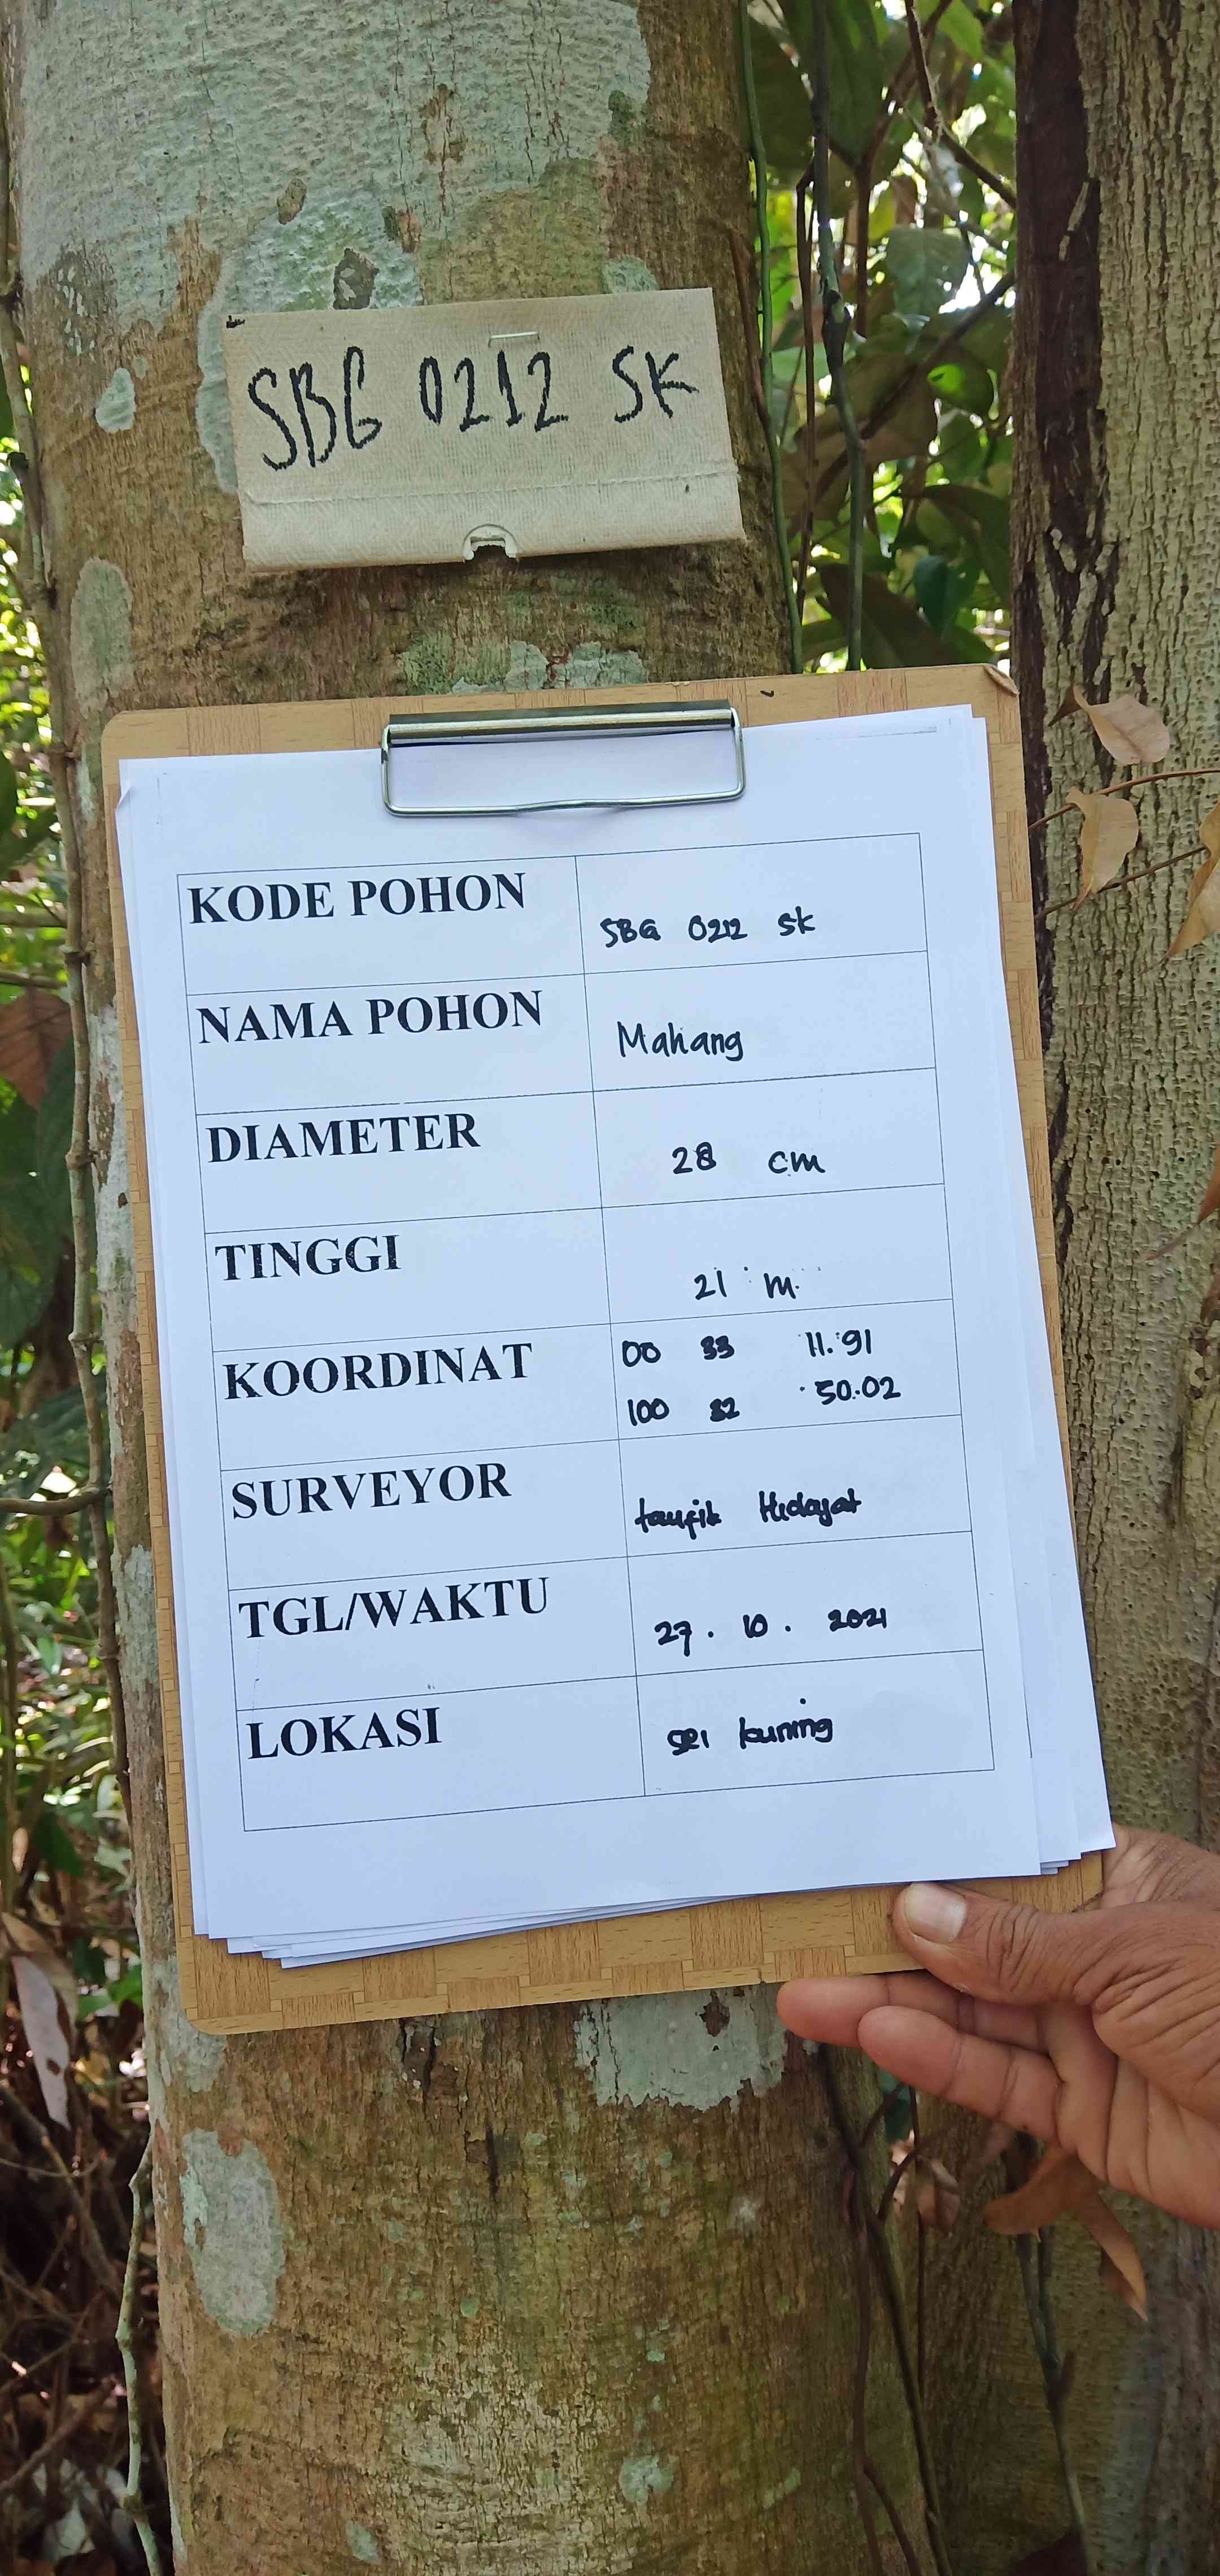 SBG 0212 SK
KODE POHON SBG 0212 SK
NAMA POHON Mahang
DIAMETER 28 cm
TINGGI 21 m
KOORDINAT 00 33 11.91
100 32 50.02
SURVEYOR taufik Hidayat
TGL/WAKTU 27. 10. 2021
LOKASI sei kuning